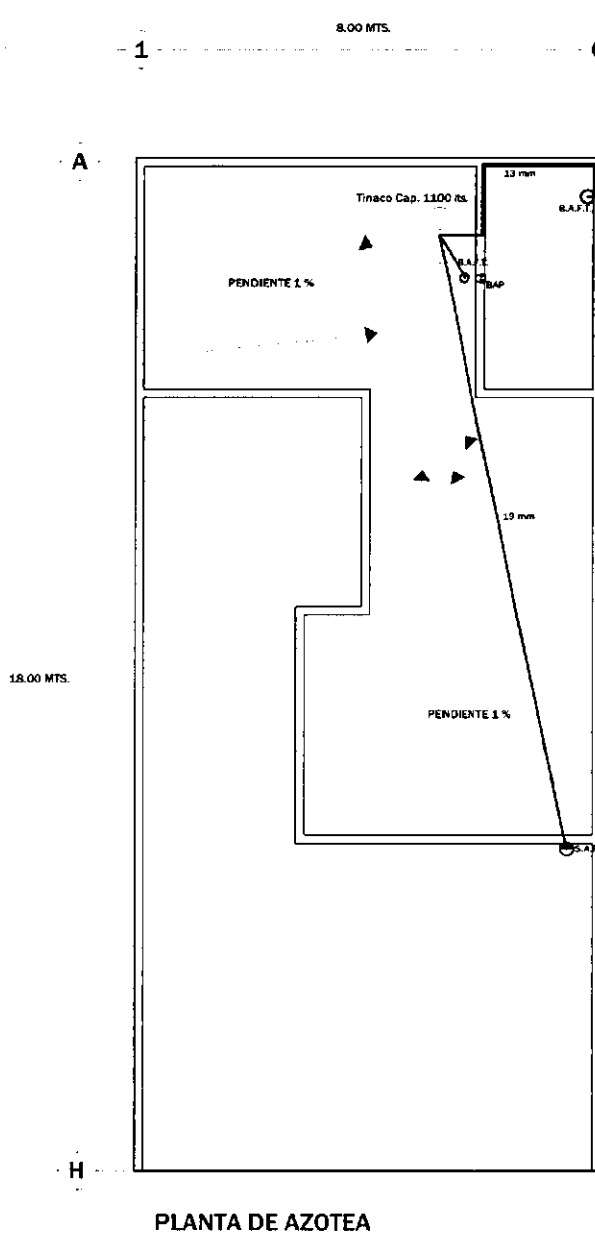 8.00 MTS.
1
A
13 mm
Tinaco Cap. 1100 lts.
B.A.F.T.
B.A.F.T.
BAP
PENDIENTE 1 %
19 mm
18.00 MTS.
PENDIENTE 1 %
H
PLANTA DE AZOTEA